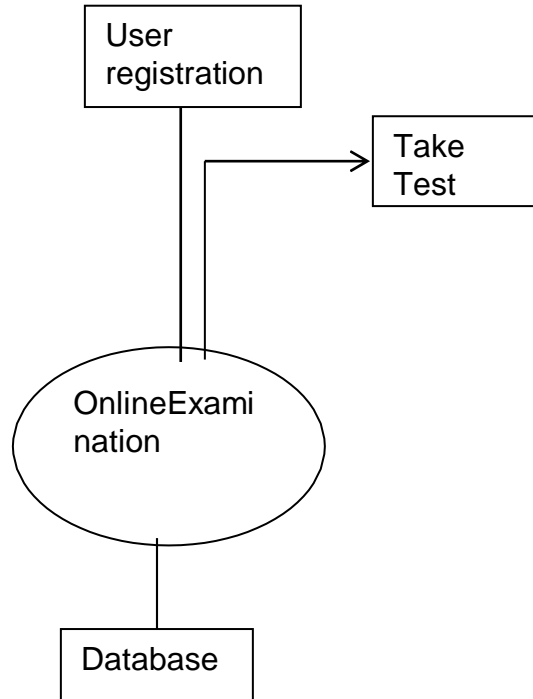 User
registration
Take
Test
OnlineExami
nation
Database